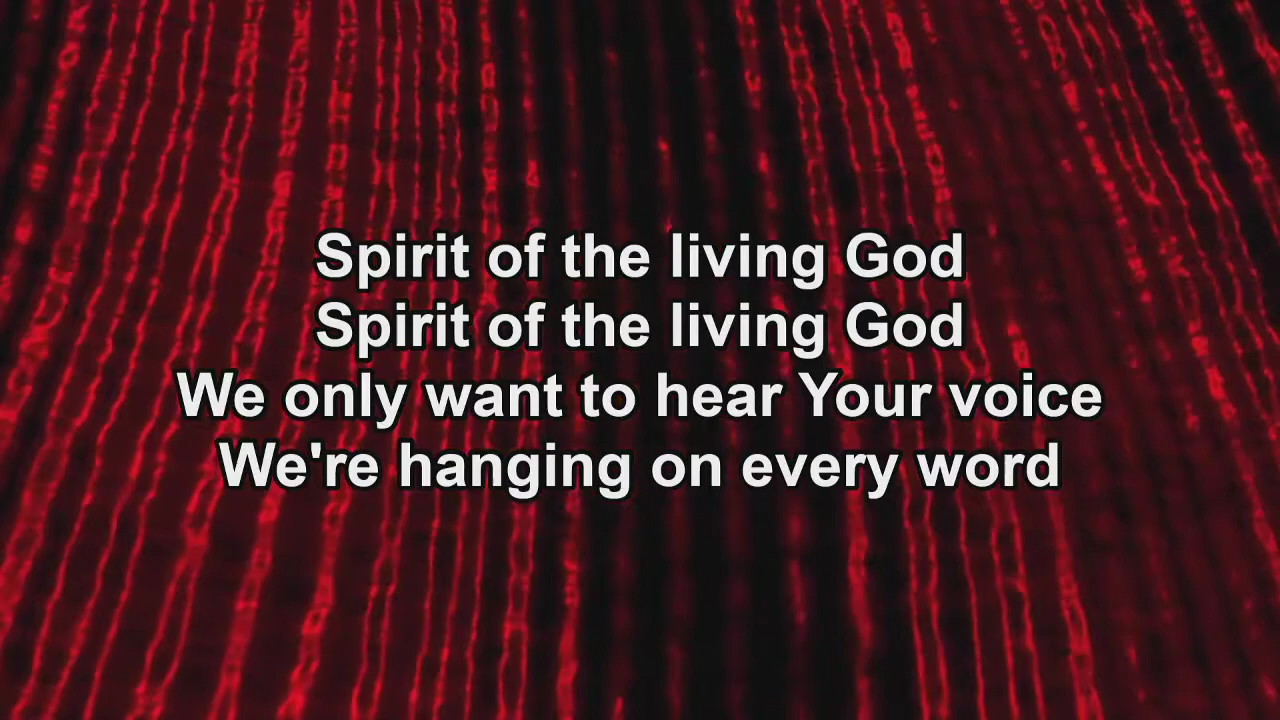 Spirit of the living God
Spirit of the living God
We only want to hear Your voice
We're hanging on every word